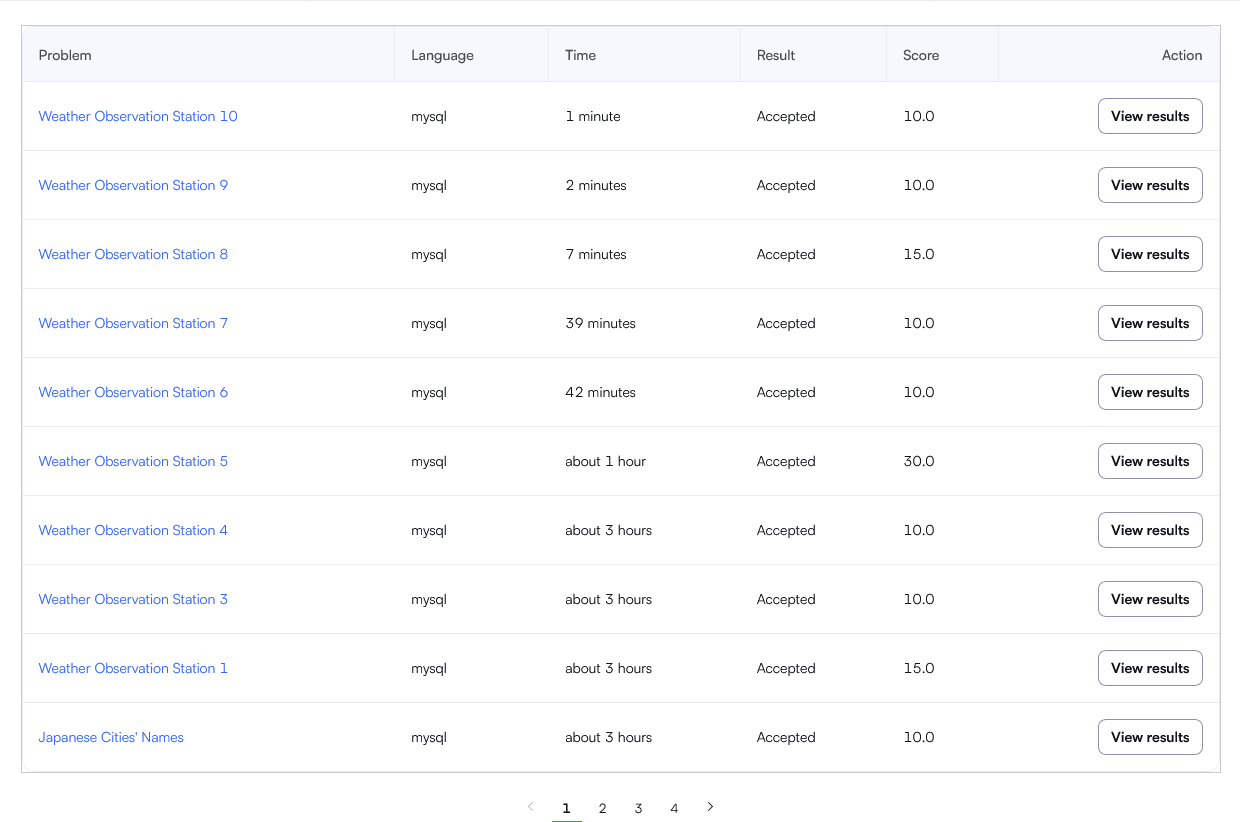 Problem Language Time Result Score Action
Weather Observation Station 10 mysql 1 minute Accepted 10.0 View results
Weather Observation Station 9 mysql 2 minutes Accepted 10.0 View results
Weather Observation Station 8 mysql 7 minutes Accepted 15.0 View results
Weather Observation Station 7 mysql 39 minutes Accepted 10.0 View results
Weather Observation Station 6 mysql 42 minutes Accepted 10.0 View results
Weather Observation Station 5 mysql about 1 hour Accepted 30.0 View results
Weather Observation Station 4 mysql about 3 hours Accepted 10.0 View results
Weather Observation Station 3 mysql about 3 hours Accepted 10.0 View results
Weather Observation Station 1 mysql about 3 hours Accepted 15.0 View results
Japanese Cities' Names mysql about 3 hours Accepted 10.0 View results
1 2 3 4